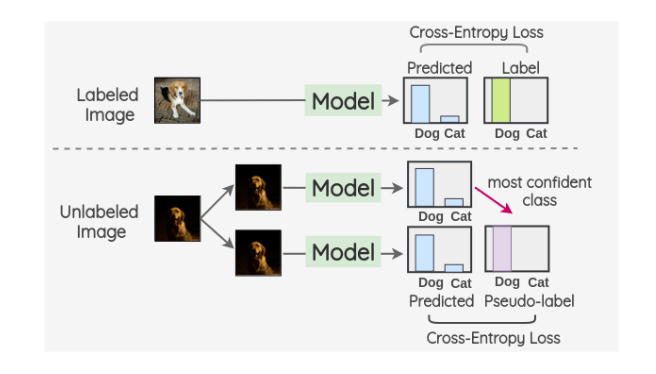 Cross-Entropy Loss
Predicted
Label
Labeled
Image
Model
Dog Cat
Dog Cat
Unlabeled
Image
Model
most confident
class
Dog Cat
Model
Dog Cat
Dog Cat
Predicted
Pseudo-label
Cross-Entropy Loss